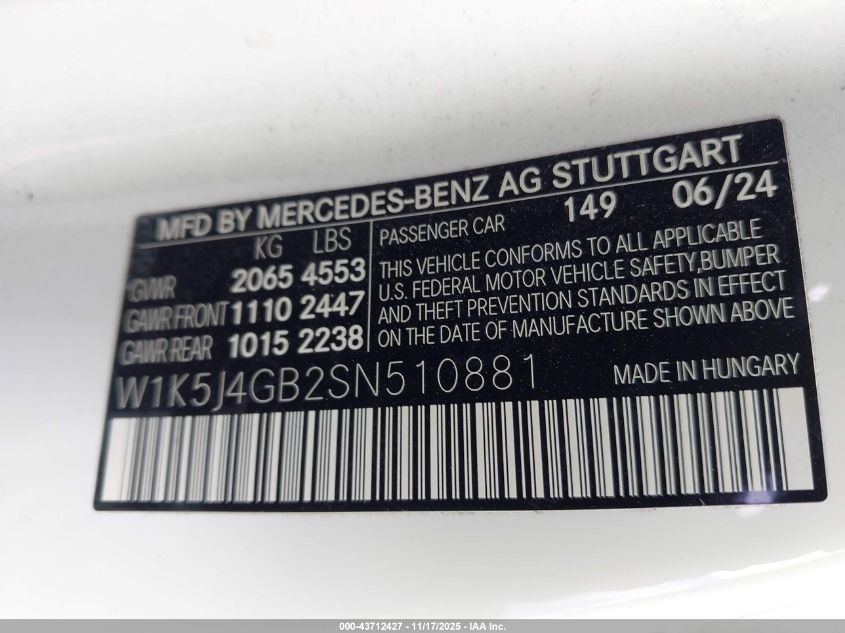 MFD BY MERCEDES-BENZ AG STUTTGART
KG LBS
GVWR 2065 4553
GAWR FRONT 1110 2447
GAWR REAR 1015 2238
PASSENGER CAR 149 06/24
THIS VEHICLE CONFORMS TO ALL APPLICABLE
U.S. FEDERAL MOTOR VEHICLE SAFETY,BUMPER
AND THEFT PREVENTION STANDARDS IN EFFECT
ON THE DATE OF MANUFACTURE SHOWN ABOVE
W1K5J4GB2SN510881
MADE IN HUNGARY
000-43712427 - 11/17/2025 - IAA Inc.